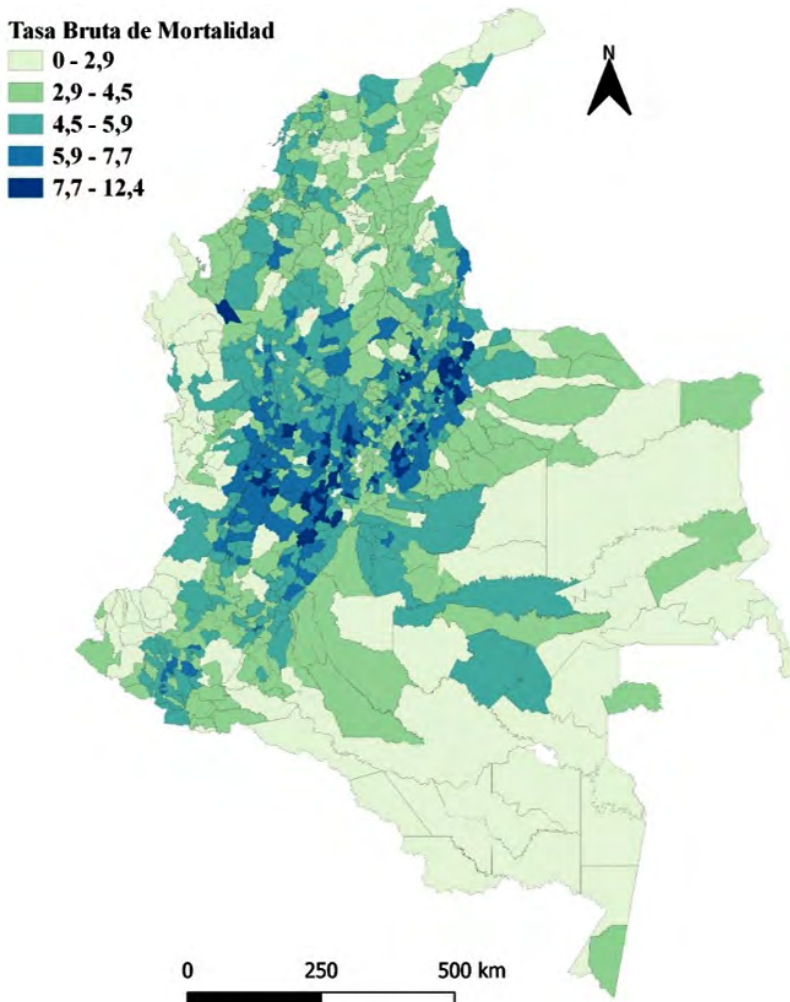 Tasa Bruta de Mortalidad
0 - 2,9
2,9 - 4,5
4,5 - 5,9
5,9 - 7,7
7,7 - 12,4
N
0 250 500 km